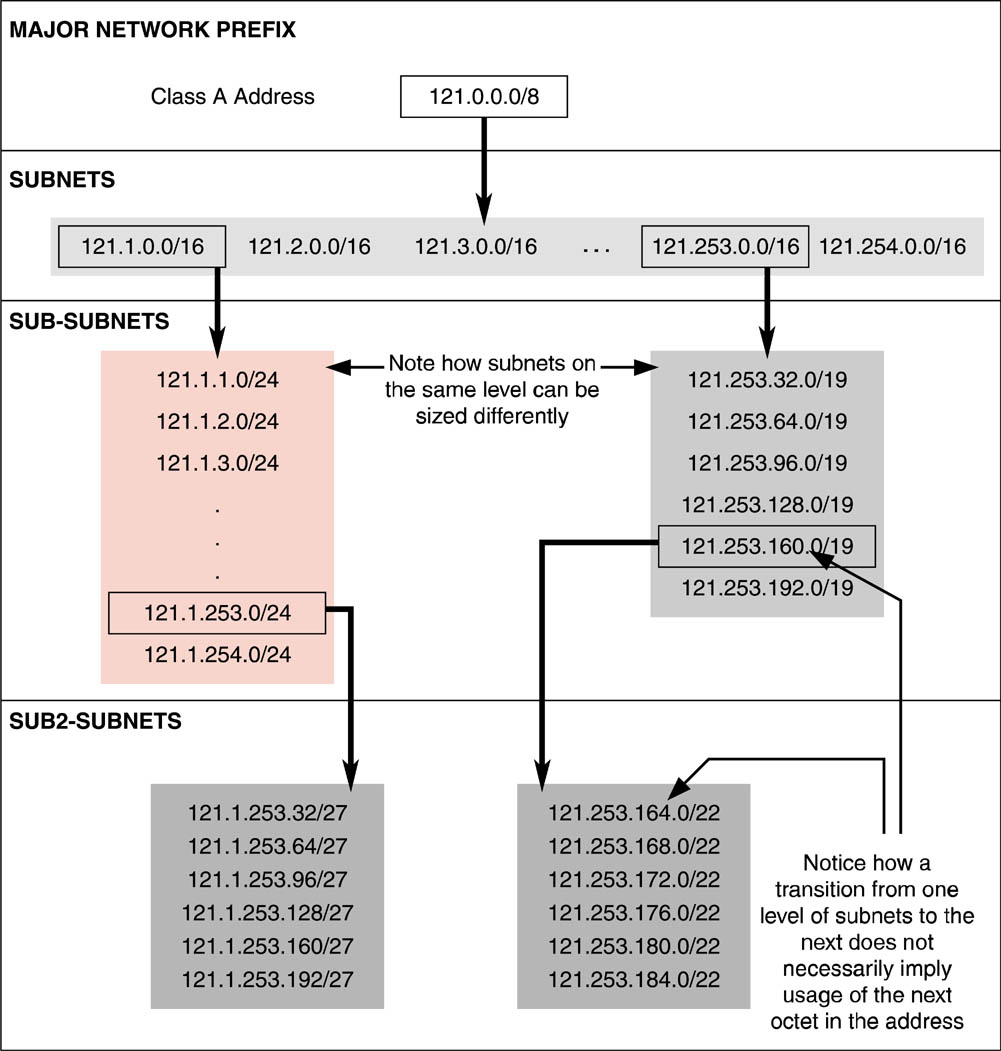 MAJOR NETWORK PREFIX
Class A Address
121.0.0.0/8
SUBNETS
121.1.0.0/16 121.2.0.0/16 121.3.0.0/16 ... 121.253.0.0/16 121.254.0.0/16
SUB-SUBNETS
121.1.1.0/24
121.1.2.0/24
121.1.3.0/24
.
.
.
121.1.253.0/24
121.1.254.0/24
Note how subnets on
the same level can be
sized differently
121.253.32.0/19
121.253.64.0/19
121.253.96.0/19
121.253.128.0/19
121.253.160.0/19
121.253.192.0/19
SUB2-SUBNETS
121.1.253.32/27
121.1.253.64/27
121.1.253.96/27
121.1.253.128/27
121.1.253.160/27
121.1.253.192/27
121.253.164.0/22
121.253.168.0/22
121.253.172.0/22
121.253.176.0/22
121.253.180.0/22
121.253.184.0/22
Notice how a
transition from one
level of subnets to the
next does not
necessarily imply
usage of the next
octet in the address